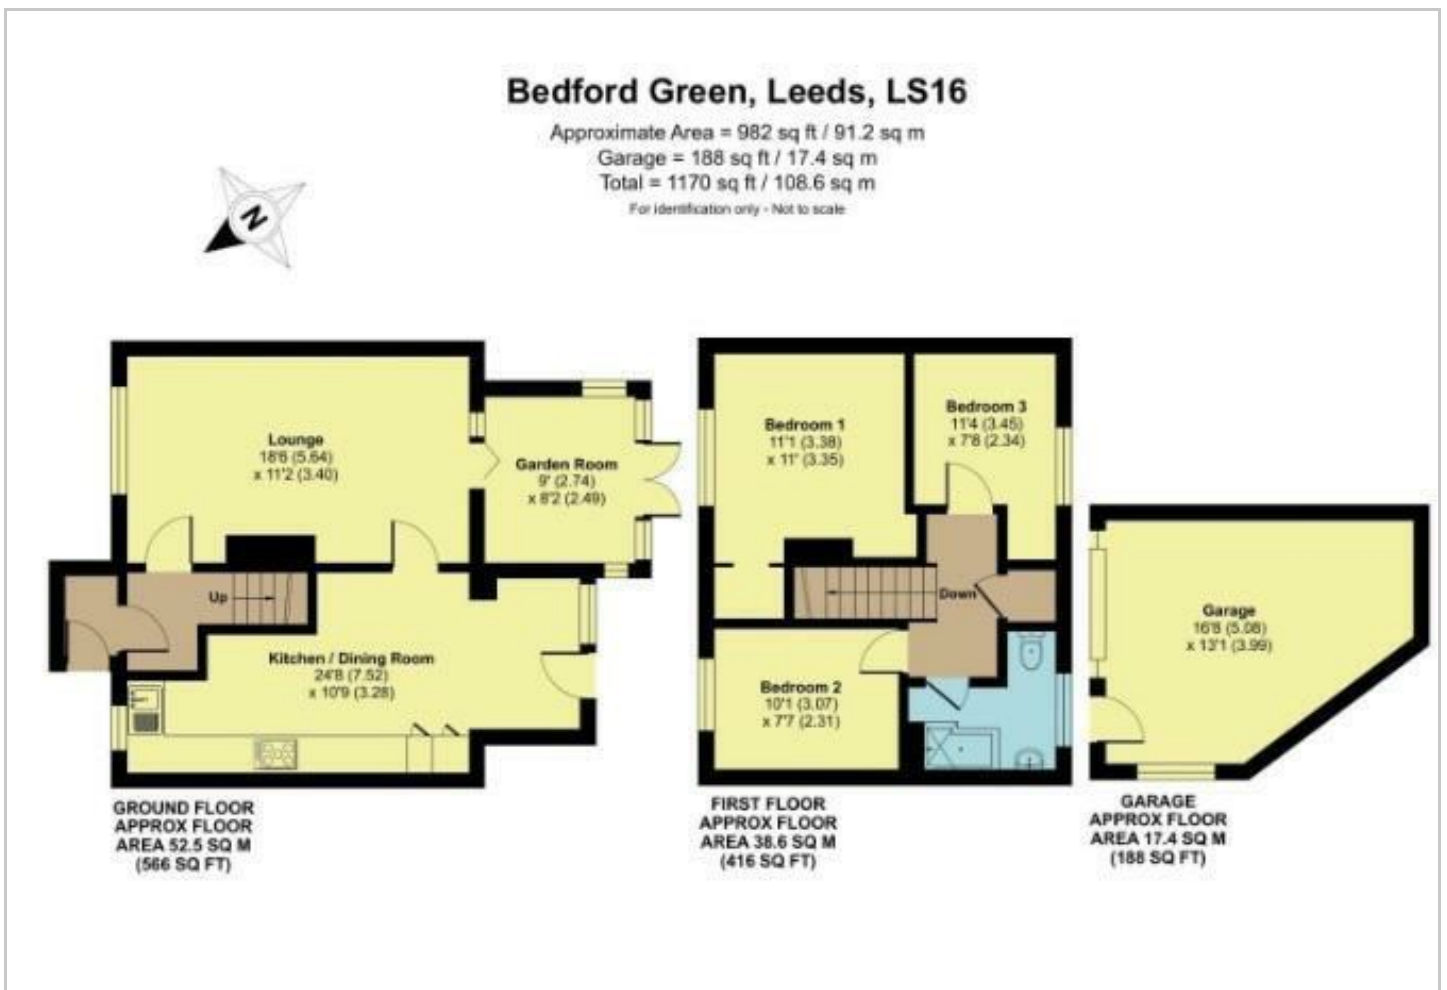 Bedford Green, Leeds, LS16
Approximate Area = 982 sq ft / 91.2 sq m
Garage = 188 sq ft / 17.4 sq m
Total = 1170 sq ft / 108.6 sq m
For identification only - Not to scale
N
Lounge
18'6 (5.64)
x 11'2 (3.40)
Garden Room
9' (2.74)
x 8'2 (2.49)
Up
Kitchen / Dining Room
24'8 (7.52)
x 10'9 (3.28)
GROUND FLOOR
APPROX FLOOR
AREA 52.5 SQ M
(566 SQ FT)
Bedroom 1
11'1 (3.38)
x 11' (3.35)
Bedroom 3
11'4 (3.45)
x 7'8 (2.34)
Down
Bedroom 2
10'1 (3.07)
x 7'7 (2.31)
FIRST FLOOR
APPROX FLOOR
AREA 38.6 SQ M
(416 SQ FT)
Garage
16'8 (5.08)
x 13'1 (3.99)
GARAGE
APPROX FLOOR
AREA 17.4 SQ M
(188 SQ FT)